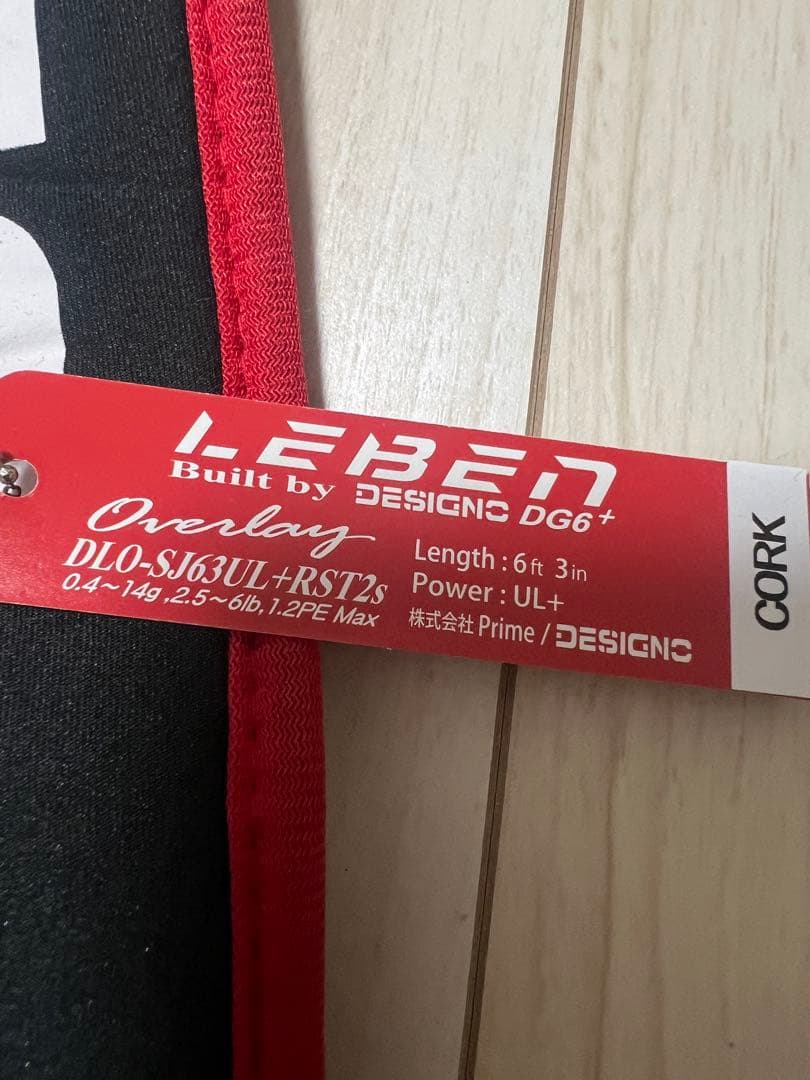 LEBEN
Built by DESIGNO DG6+
Overlay
DLO-SJ63UL+RST2s
0.4～14g ,2.5～6lb,1.2PE Max
Length : 6ft 3in
Power : UL+
株式会社 Prime / DESIGNO
CORK